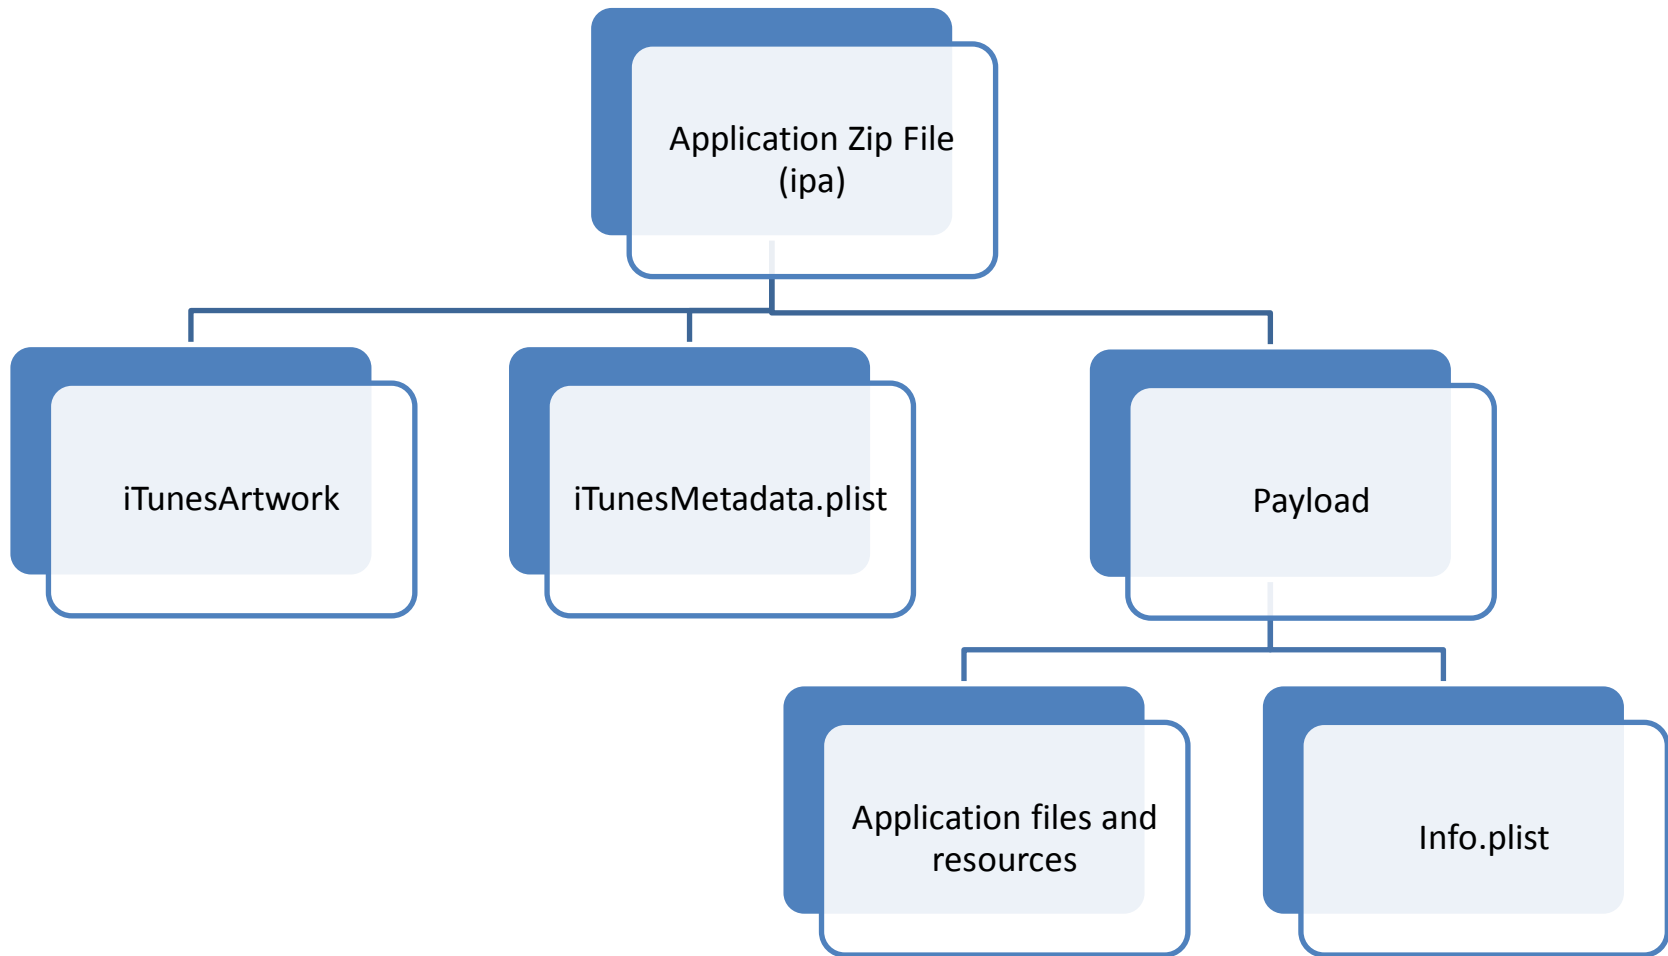 Application Zip File
(ipa)
iTunesArtwork
iTunesMetadata.plist
Payload
Application files and
resources
Info.plist